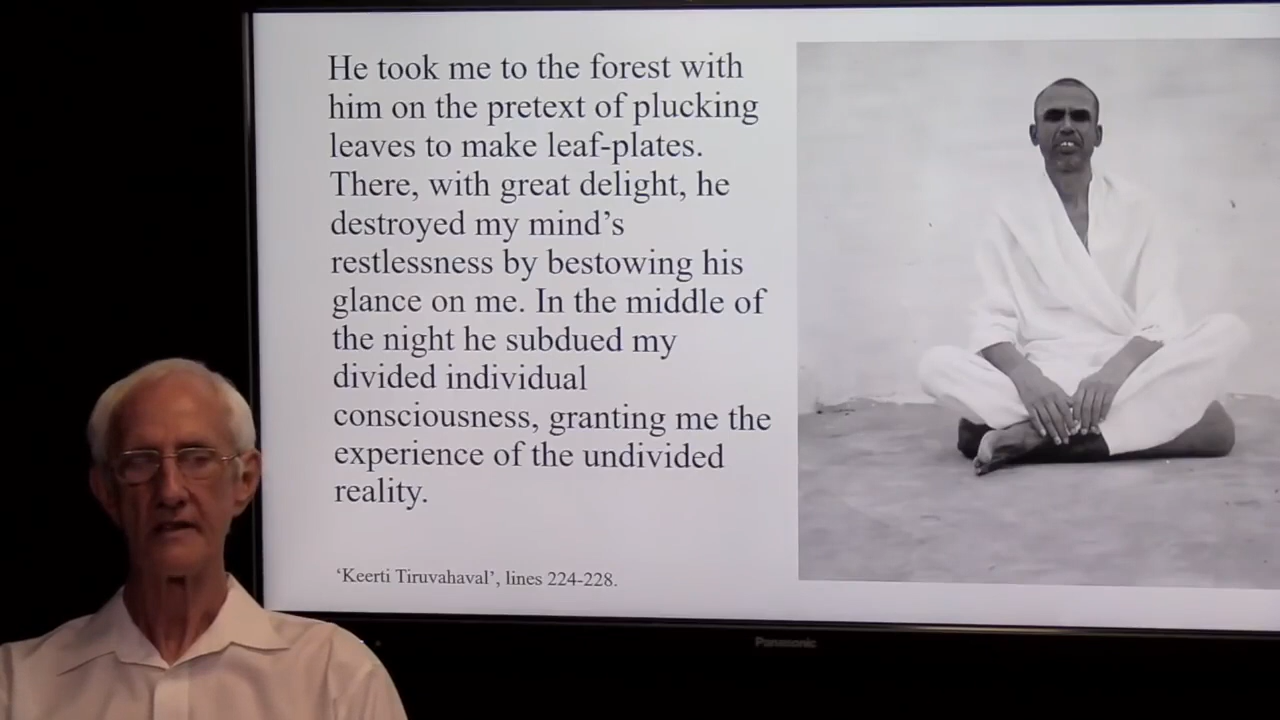 He took me to the forest with
him on the pretext of plucking
leaves to make leaf-plates.
There, with great delight, he
destroyed my mind’s
restlessness by bestowing his
glance on me. In the middle of
the night he subdued my
divided individual
consciousness, granting me the
experience of the undivided
reality.
‘Keerti Tiruvahaval’, lines 224-228.
Panasonic